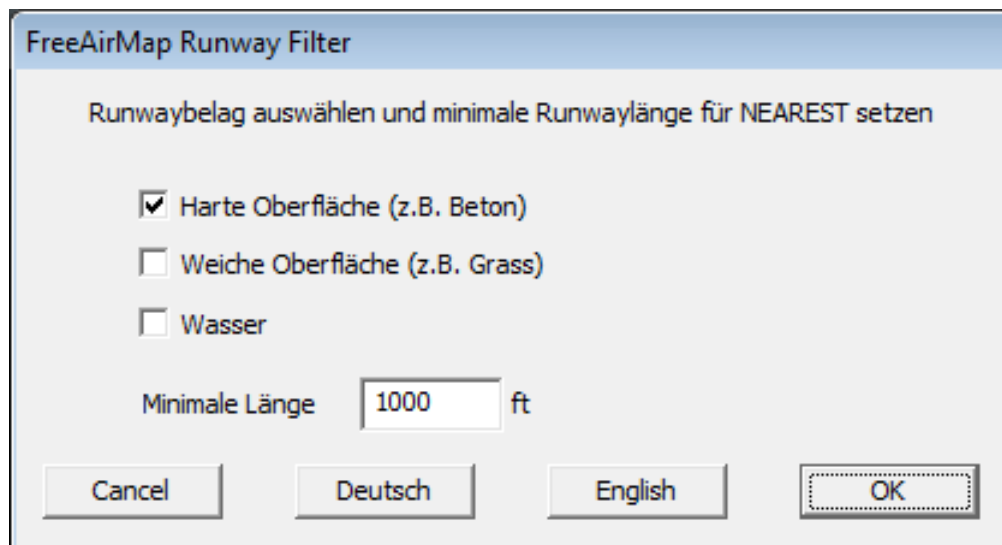 FreeAirMap Runway Filter
Runwaybelag auswählen und minimale Runwaylänge für NEAREST setzen
Harte Oberfläche (z.B. Beton)
Weiche Oberfläche (z.B. Grass)
Wasser
Minimale Länge 1000 ft
Cancel Deutsch English OK